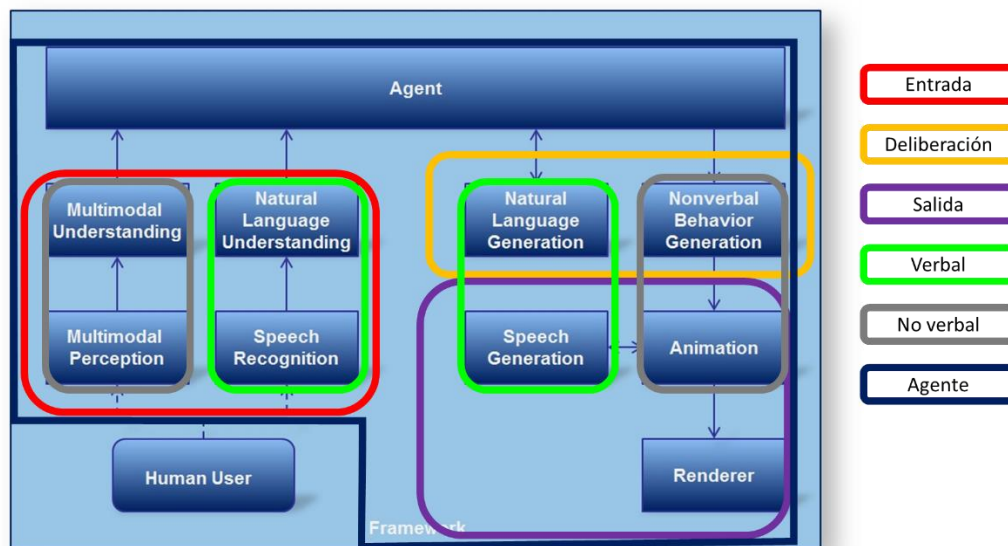 Agent
Multimodal
Understanding
Natural
Language
Understanding
Natural
Language
Generation
Nonverbal
Behavior
Generation
Multimodal
Perception
Speech
Recognition
Speech
Generation
Animation
Human User
Renderer
Framework
Entrada
Deliberación
Salida
Verbal
No verbal
Agente